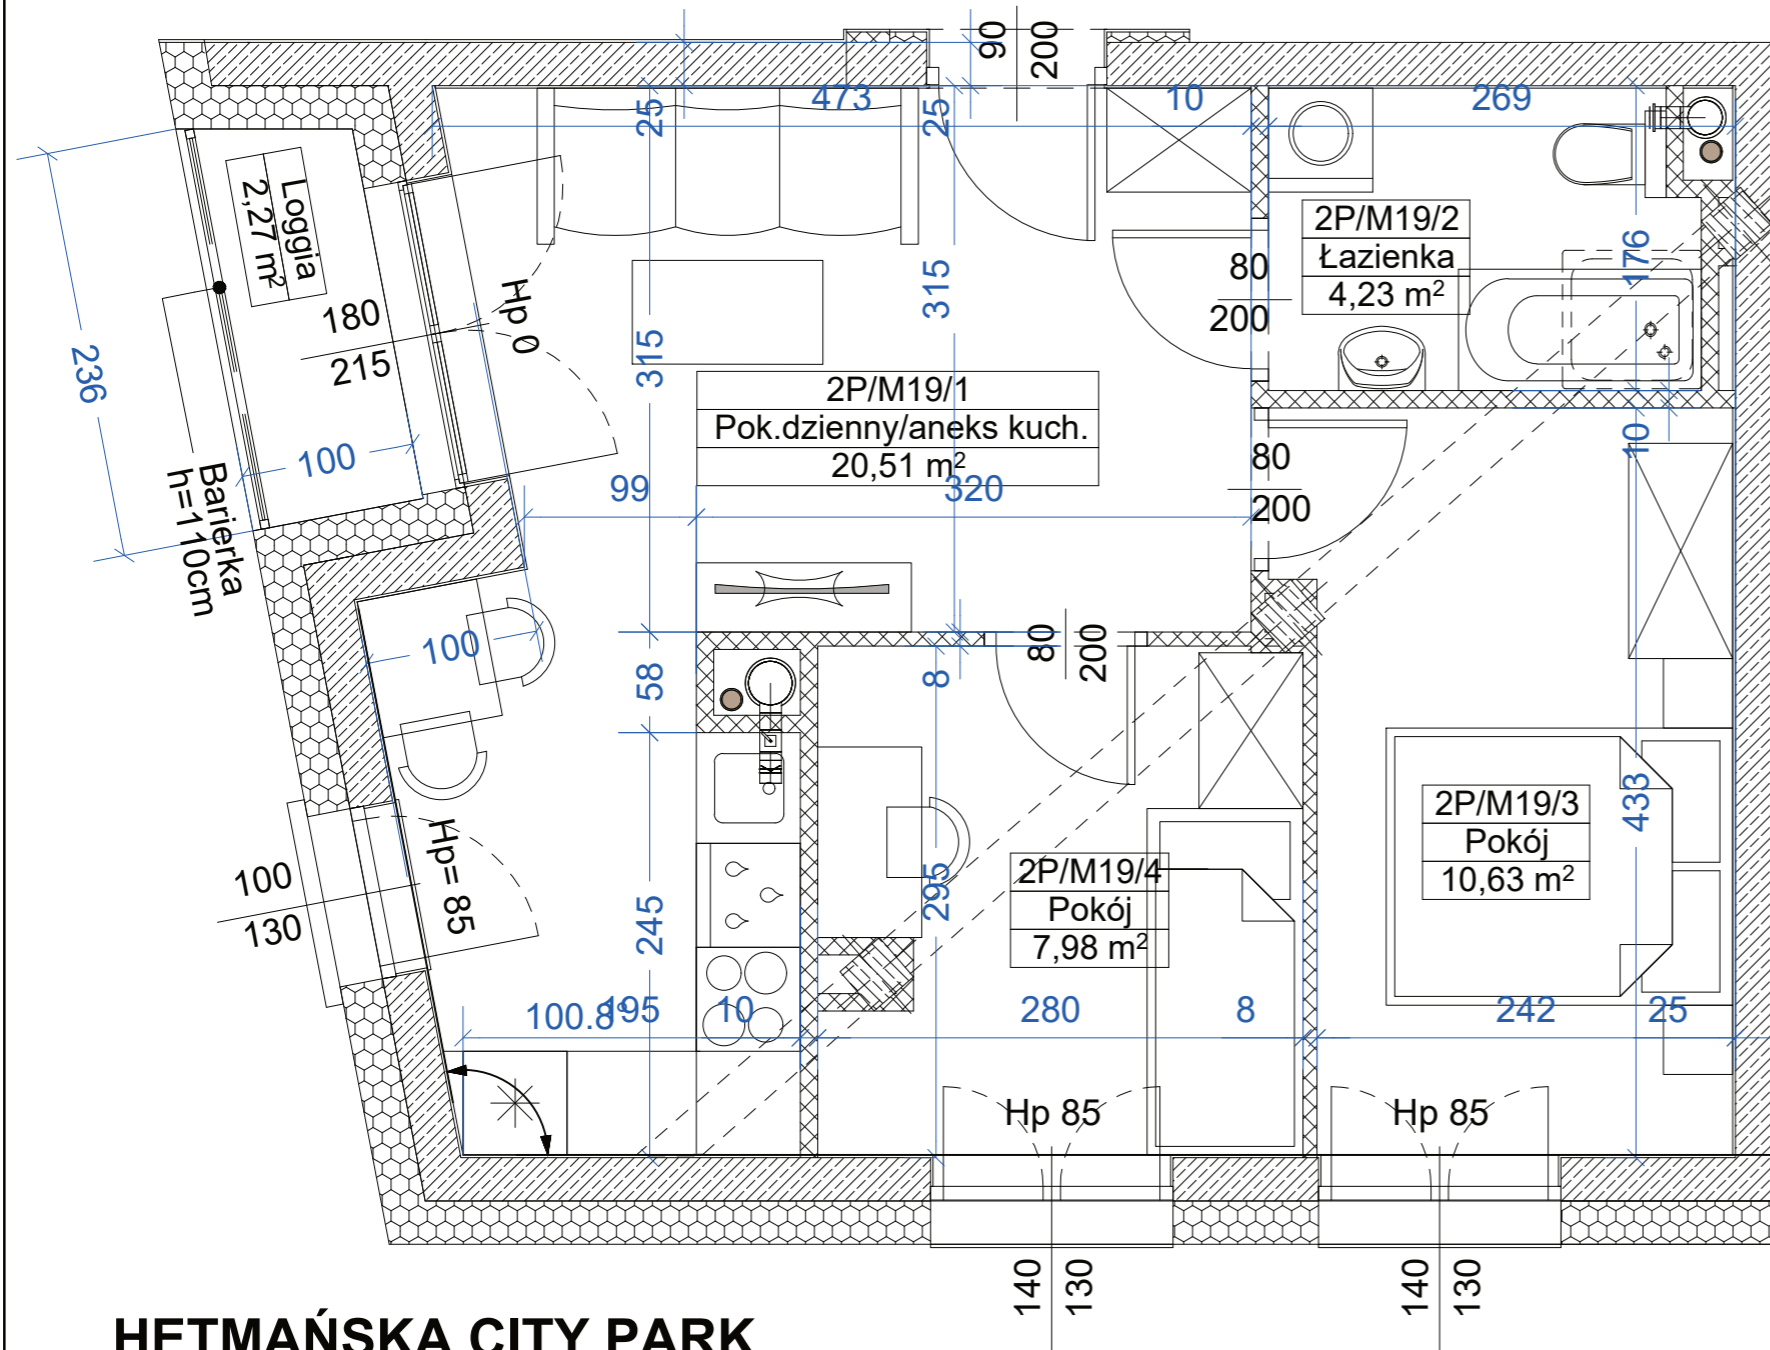 90
200
25
473
25
10
269
Loggia
2,27 m²
180
215
Hp 0
236
100
Barierka
h=110cm
315
315
99
320
2P/M19/1
Pok.dzienny/aneks kuch.
20,51 m²
80
200
2P/M19/2
Łazienka
4,23 m²
176
10
80
200
100
58
8
80
200
100
130
Hp= 85
245
295
2P/M19/4
Pokój
7,98 m²
2P/M19/3
Pokój
10,63 m²
433
100.8°
195
10
280
8
242
25
Hp 85
Hp 85
140
130
140
130
HETMAŃSKA CITY PARK